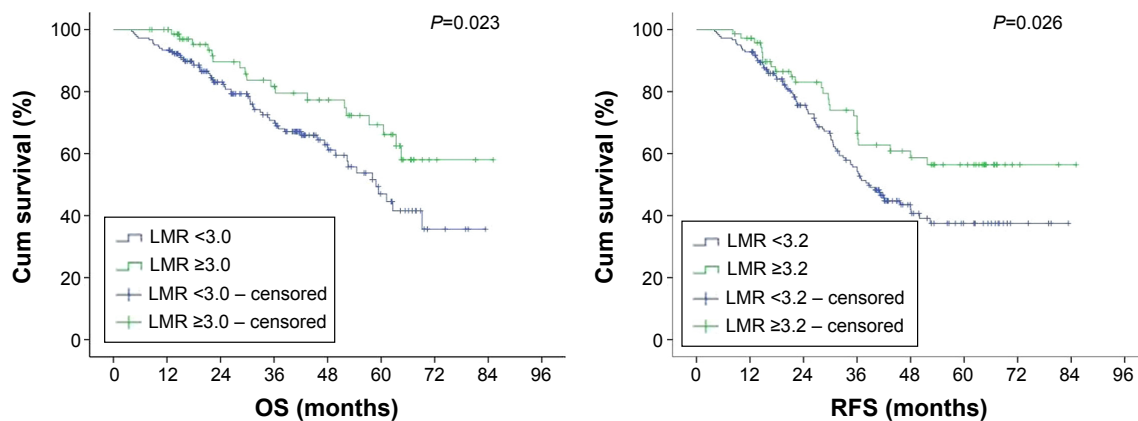 P=0.023
Cum survival (%)
100
80
60
40
20
0
LMR <3.0
LMR ≥3.0
LMR <3.0 – censored
LMR ≥3.0 – censored
0 12 24 36 48 60 72 84 96
OS (months)
P=0.026
Cum survival (%)
100
80
60
40
20
0
LMR <3.2
LMR ≥3.2
LMR <3.2 – censored
LMR ≥3.2 – censored
0 12 24 36 48 60 72 84 96
RFS (months)